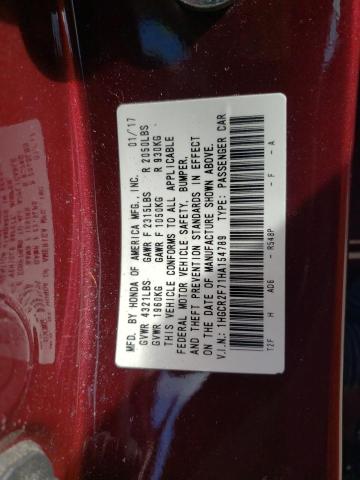 MFD. BY HONDA OF AMERICA MFG., INC. 01/17
GVWR 4321LBS GAWR F 2315LBS R 2050LBS
GVWR 1960KG GAWR F 1050KG R 930KG
THIS VEHICLE CONFORMS TO ALL APPLICABLE
FEDERAL MOTOR VEHICLE SAFETY, BUMPER,
AND THEFT PREVENTION STANDARDS IN EFFECT
ON THE DATE OF MANUFACTURE SHOWN ABOVE.
V.I.N.: 1HGCR2F71HA154789 TYPE: PASSENGER CAR
T2F H AD6 - R548P - F - A